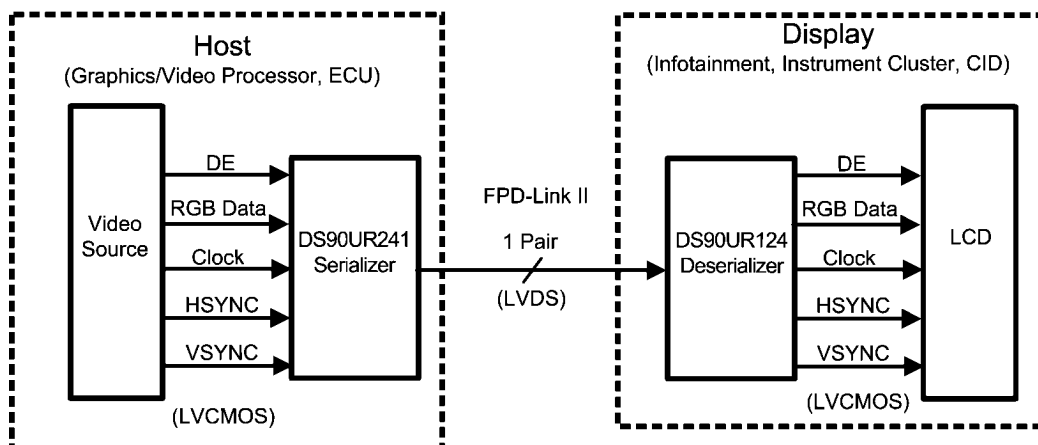 Host
(Graphics/Video Processor, ECU)
Video
Source
DE
RGB Data
Clock
HSYNC
VSYNC
(LVCMOS)
DS90UR241
Serializer
FPD-Link II
1 Pair
(LVDS)
Display
(Infotainment, Instrument Cluster, CID)
DS90UR124
Deserializer
DE
RGB Data
Clock
HSYNC
VSYNC
(LVCMOS)
LCD